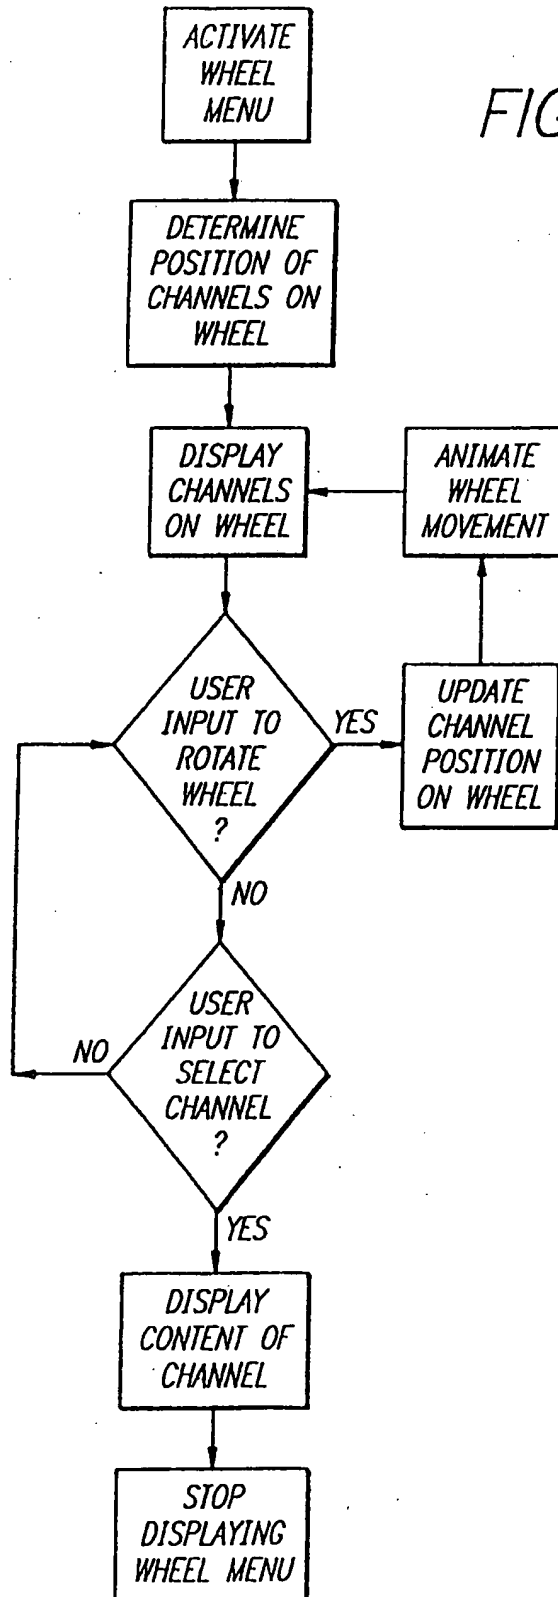 ACTIVATE
WHEEL
MENU
FIG
DETERMINE
POSITION OF
CHANNELS ON
WHEEL
DISPLAY
CHANNELS
ON WHEEL
ANIMATE
WHEEL
MOVEMENT
USER
INPUT TO
ROTATE
WHEEL
?
YES
UPDATE
CHANNEL
POSITION
ON WHEEL
NO
USER
INPUT TO
SELECT
CHANNEL
?
NO
YES
DISPLAY
CONTENT OF
CHANNEL
STOP
DISPLAYING
WHEEL MENU